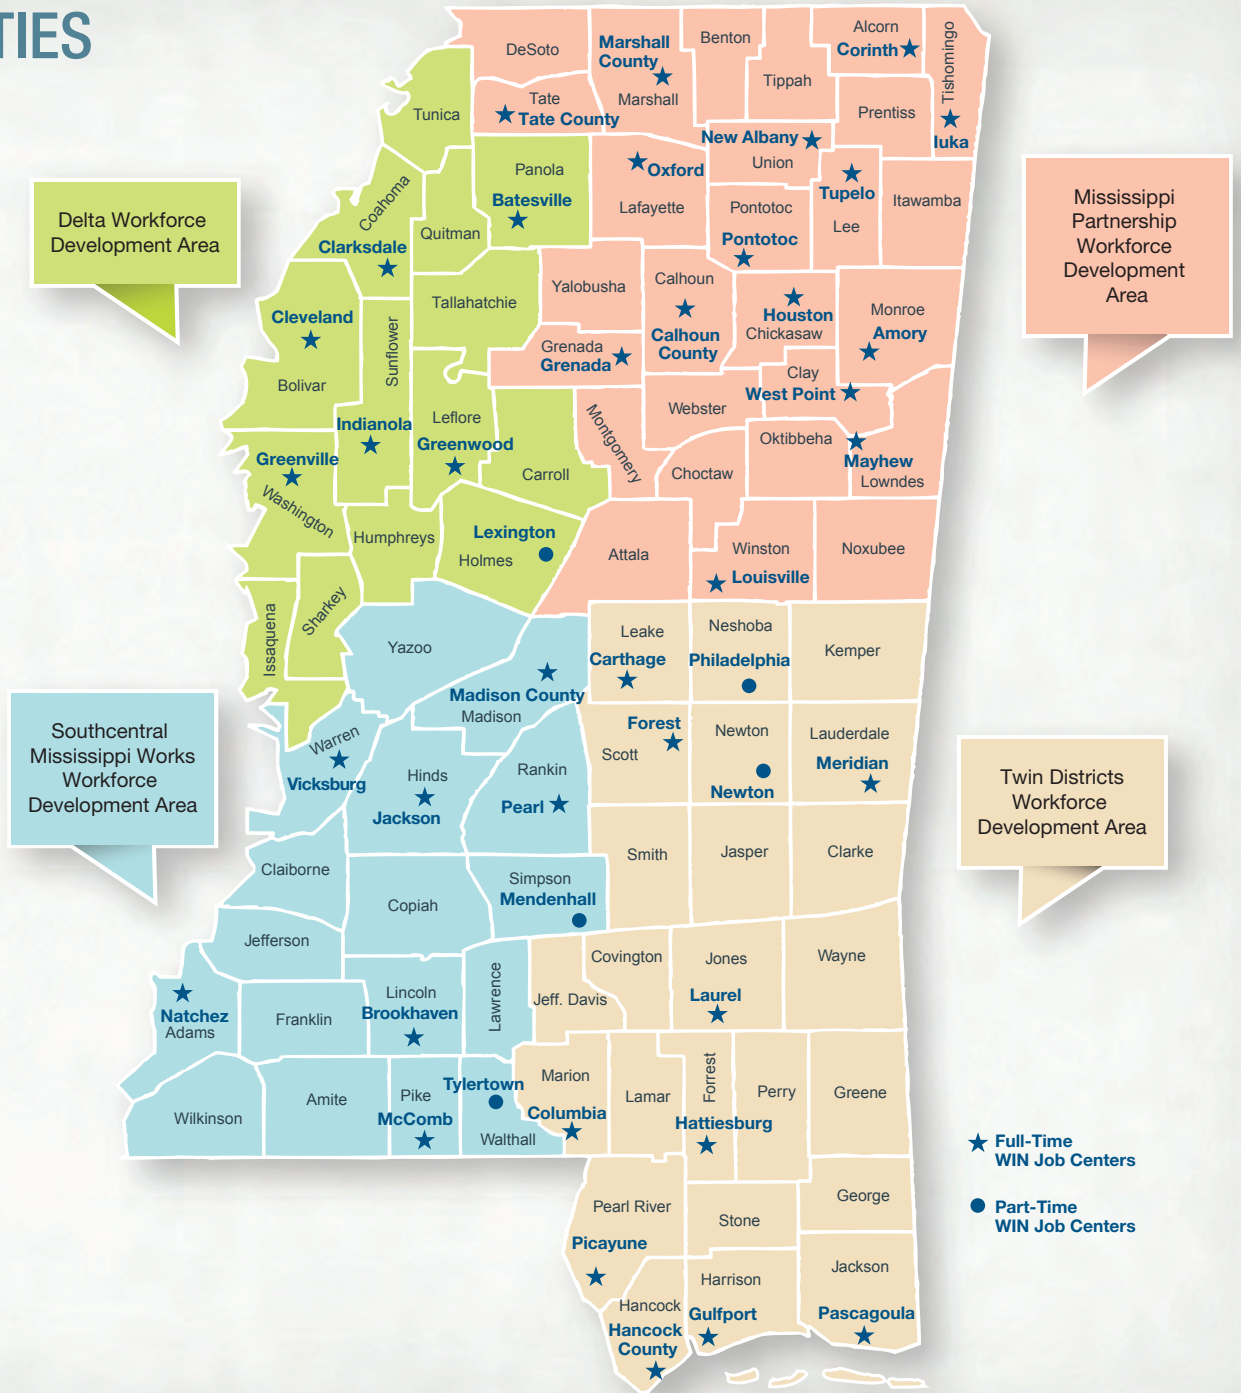 TIES
DeSoto
Marshall
County
Marshall
Benton
Tippah
Alcorn
Corinth
Tishomingo
Iuka
Tate
Tate County
Prentiss
Tunica
New Albany
Union
Panola
Batesville
Oxford
Lafayette
Tupelo
Lee
Itawamba
Pontotoc
Pontotoc
Coahoma
Clarksdale
Quitman
Delta Workforce
Development Area
Mississippi
Partnership
Workforce
Development
Area
Tallahatchie
Yalobusha
Calhoun
Calhoun
County
Houston
Chickasaw
Monroe
Amory
Cleveland
Bolivar
Sunflower
Indianola
Grenada
Grenada
Clay
West Point
Webster
Leflore
Greenwood
Carroll
Montgomery
Choctaw
Oktibbeha
Mayhew
Lowndes
Greenville
Washington
Humphreys
Lexington
Holmes
Attala
Winston
Louisville
Noxubee
Issaquena
Sharkey
Yazoo
Leake
Carthage
Neshoba
Philadelphia
Kemper
Madison County
Madison
Southcentral
Mississippi Works
Workforce
Development Area
Warren
Vicksburg
Hinds
Jackson
Rankin
Pearl
Forest
Scott
Newton
Newton
Lauderdale
Meridian
Twin Districts
Workforce
Development Area
Claiborne
Copiah
Simpson
Mendenhall
Smith
Jasper
Clarke
Jefferson
Natchez
Adams
Franklin
Lincoln
Brookhaven
Lawrence
Jeff. Davis
Covington
Jones
Laurel
Wayne
Wilkinson
Amite
Pike
McComb
Tylertown
Walthall
Marion
Columbia
Lamar
Forrest
Hattiesburg
Perry
Greene
Full-Time
WIN Job Centers
Part-Time
WIN Job Centers
Pearl River
Picayune
Stone
George
Hancock
Hancock
County
Harrison
Gulfport
Jackson
Pascagoula